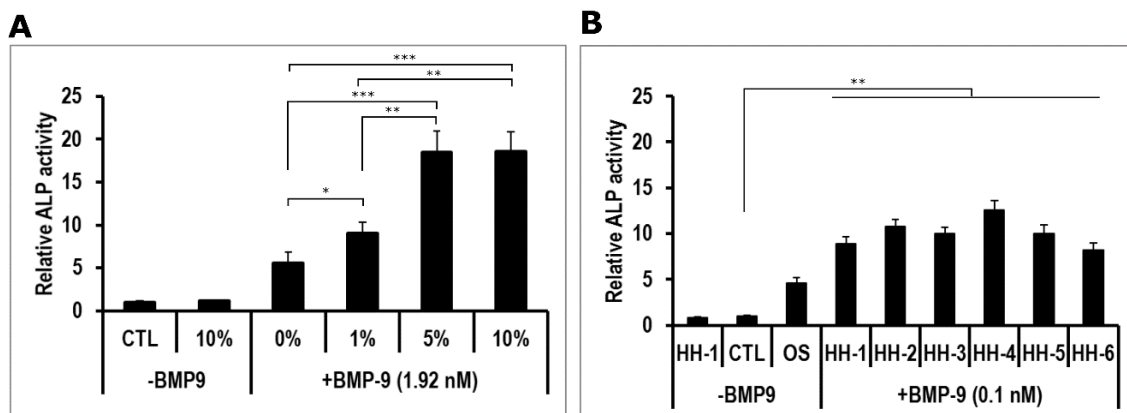 A
***
**
***
**
*
25
20
15
10
5
0
Relative ALP activity
CTL 10% 0% 1% 5% 10%
-BMP9 +BMP-9 (1.92 nM)
B
**
25
20
15
10
5
0
Relative ALP activity
HH-1 CTL OS HH-1 HH-2 HH-3 HH-4 HH-5 HH-6
-BMP9 +BMP-9 (0.1 nM)